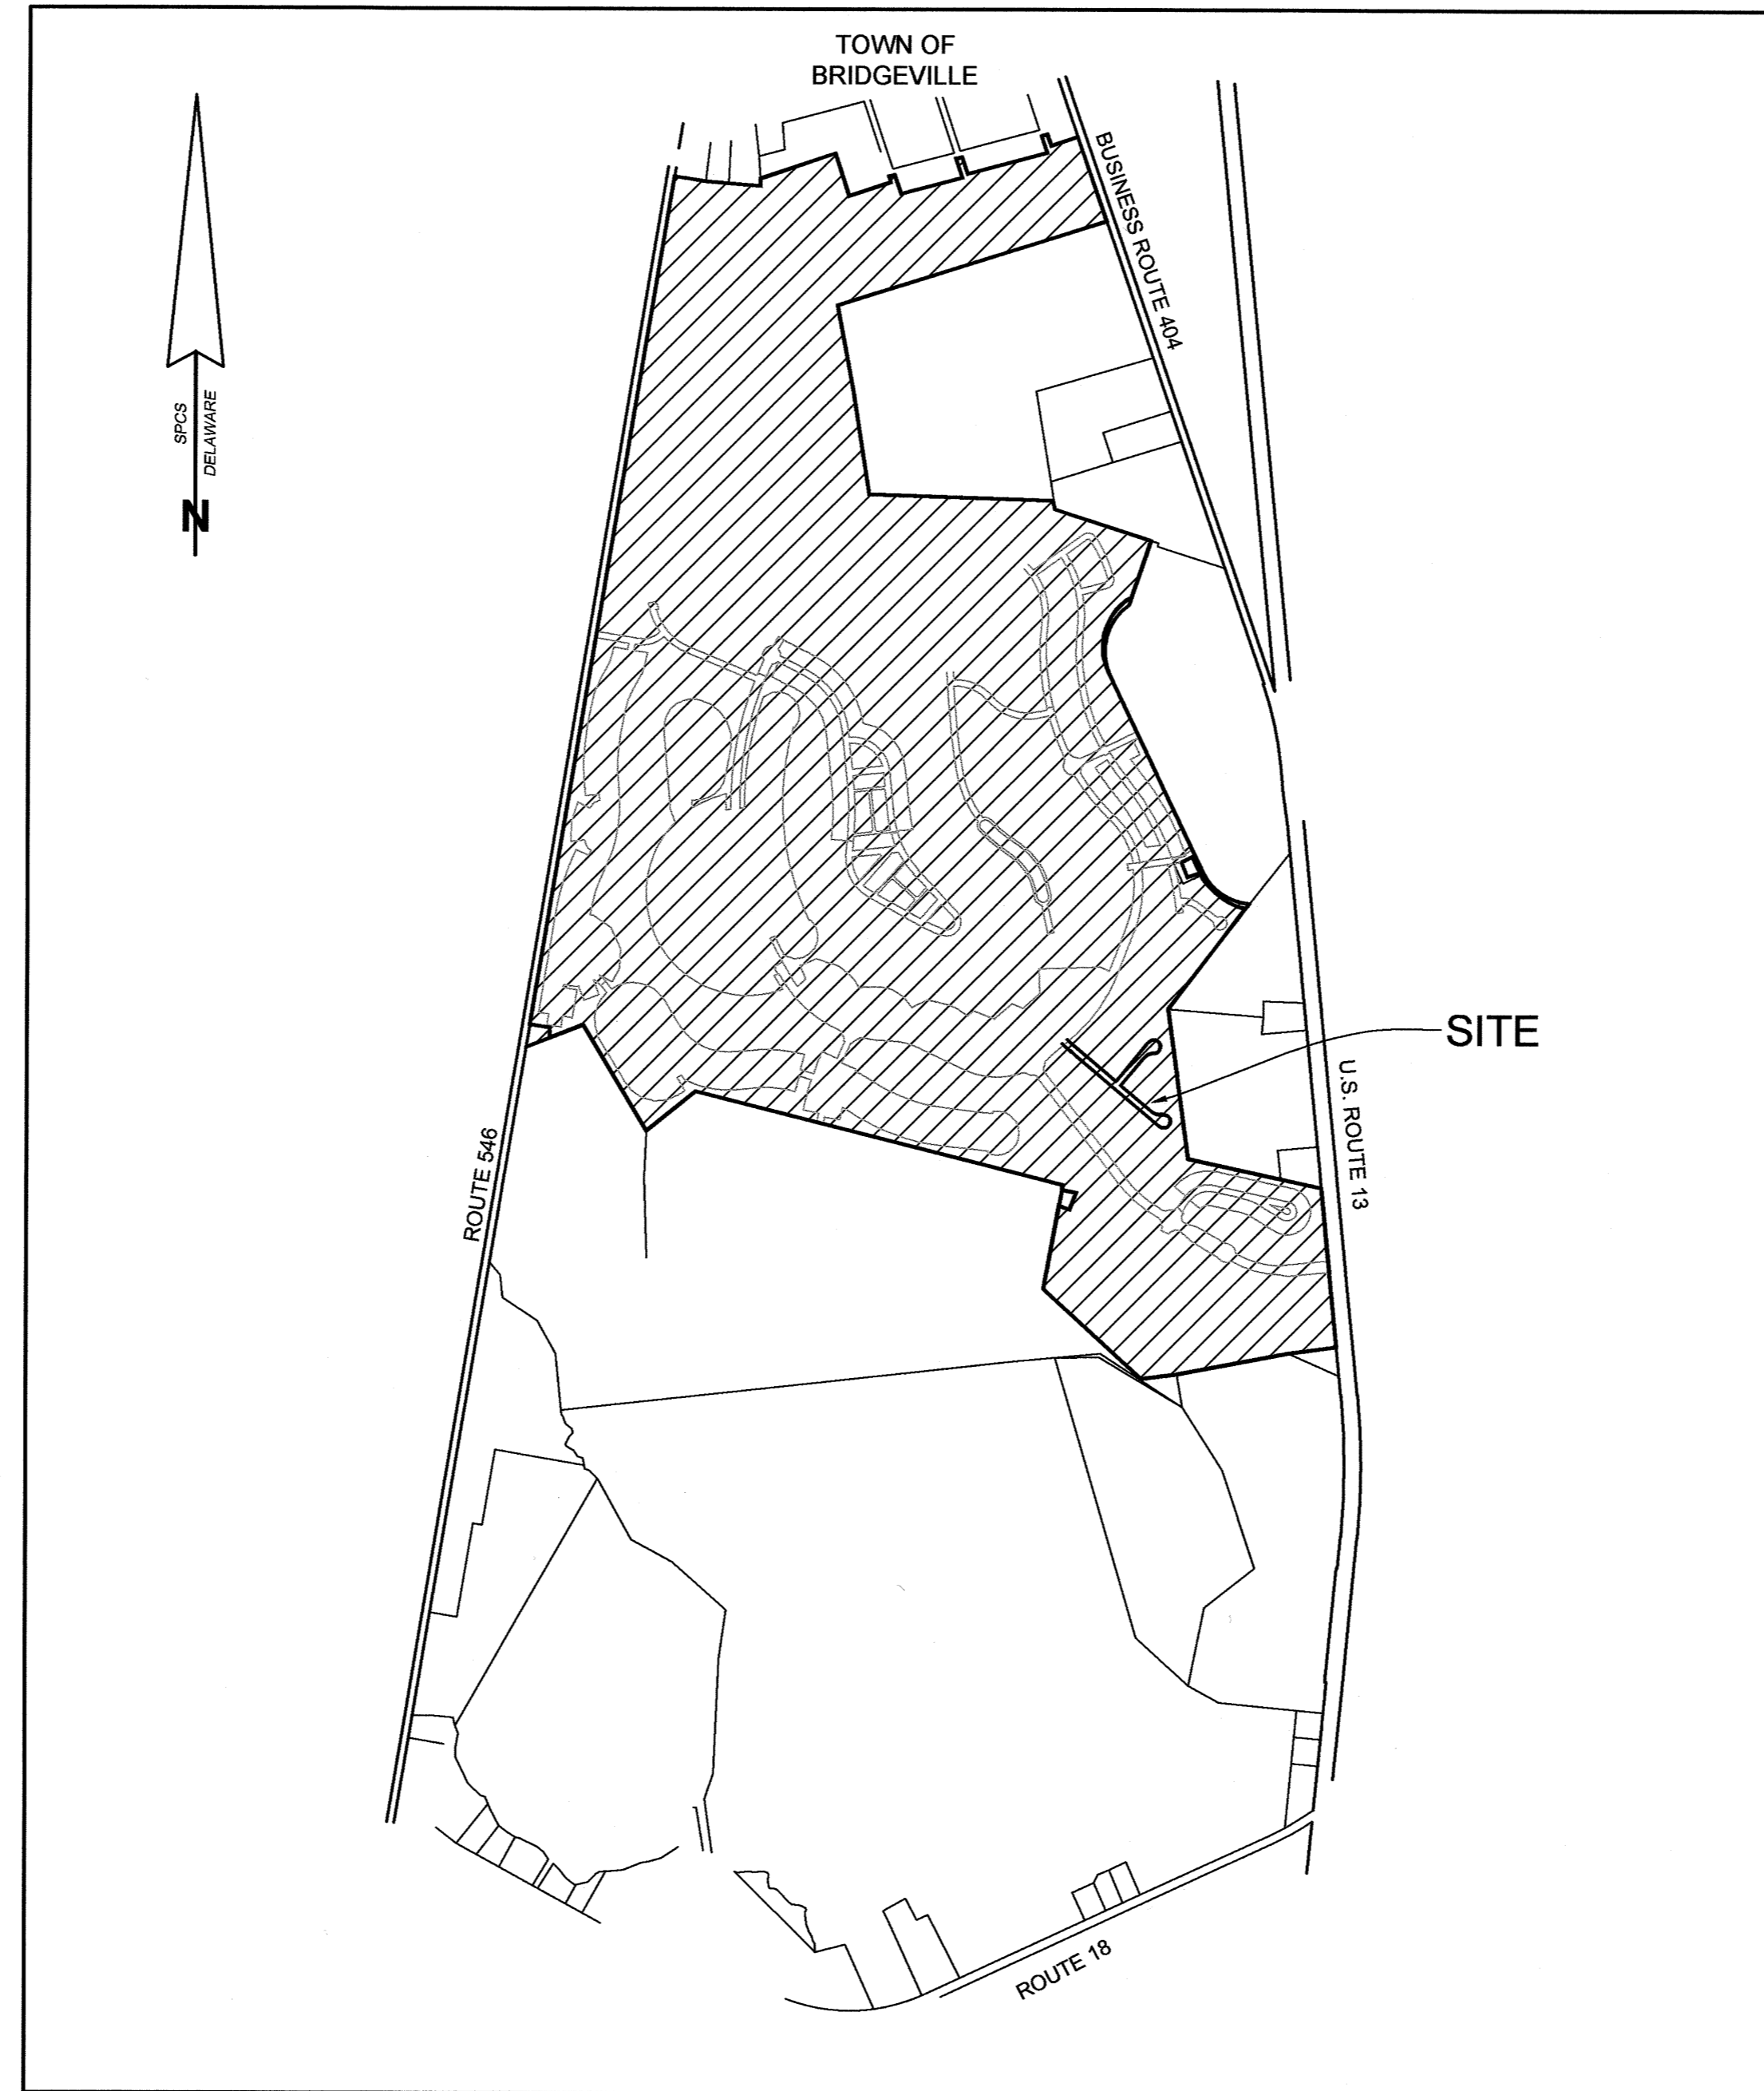 TOWN OF
BRIDGEVILLE
BUSINESS ROUTE 404
SPCS
DELAWARE
N
SITE
U.S. ROUTE 13
ROUTE 546
ROUTE 18